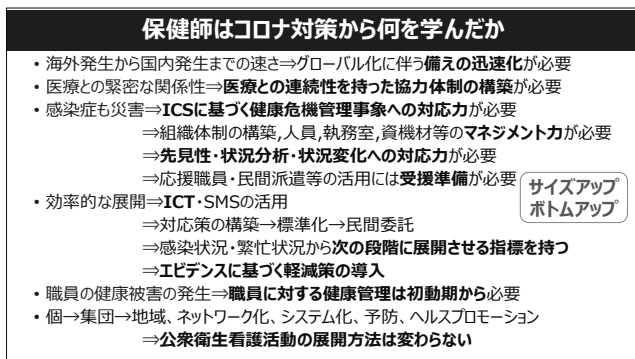 保健師はコロナ対策から何を学んだか
・海外発生から国内発生までの速さ⇒グローバル化に伴う備えの迅速化が必要
・医療との緊密な関係性⇒医療との連続性を持った協力体制の構築が必要
・感染症も災害⇒ICSに基づく健康危機管理事象への対応力が必要
⇒組織体制の構築,人員,執務室,資機材等のマネジメント力が必要
⇒先見性・状況分析・状況変化への対応力が必要
⇒応援職員・民間派遣等の活用には受援準備が必要
サイズアップ
ボトムアップ
・効率的な展開⇒ICT・SMSの活用
⇒対応策の構築→標準化→民間委託
⇒感染状況・繁忙状況から次の段階に展開させる指標を持つ
⇒エビデンスに基づく軽減策の導入
・職員の健康被害の発生⇒職員に対する健康管理は初動期から必要
・個→集団→地域、ネットワーク化、システム化、予防、ヘルスプロモーション
⇒公衆衛生看護活動の展開方法は変わらない